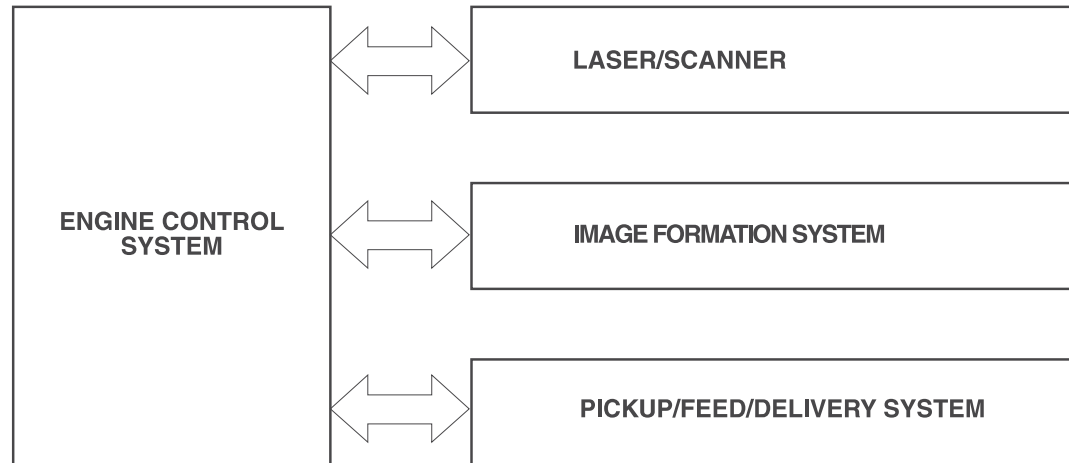 LASER/SCANNER
ENGINE CONTROL
SYSTEM
IMAGE FORMATION SYSTEM
PICKUP/FEED/DELIVERY SYSTEM